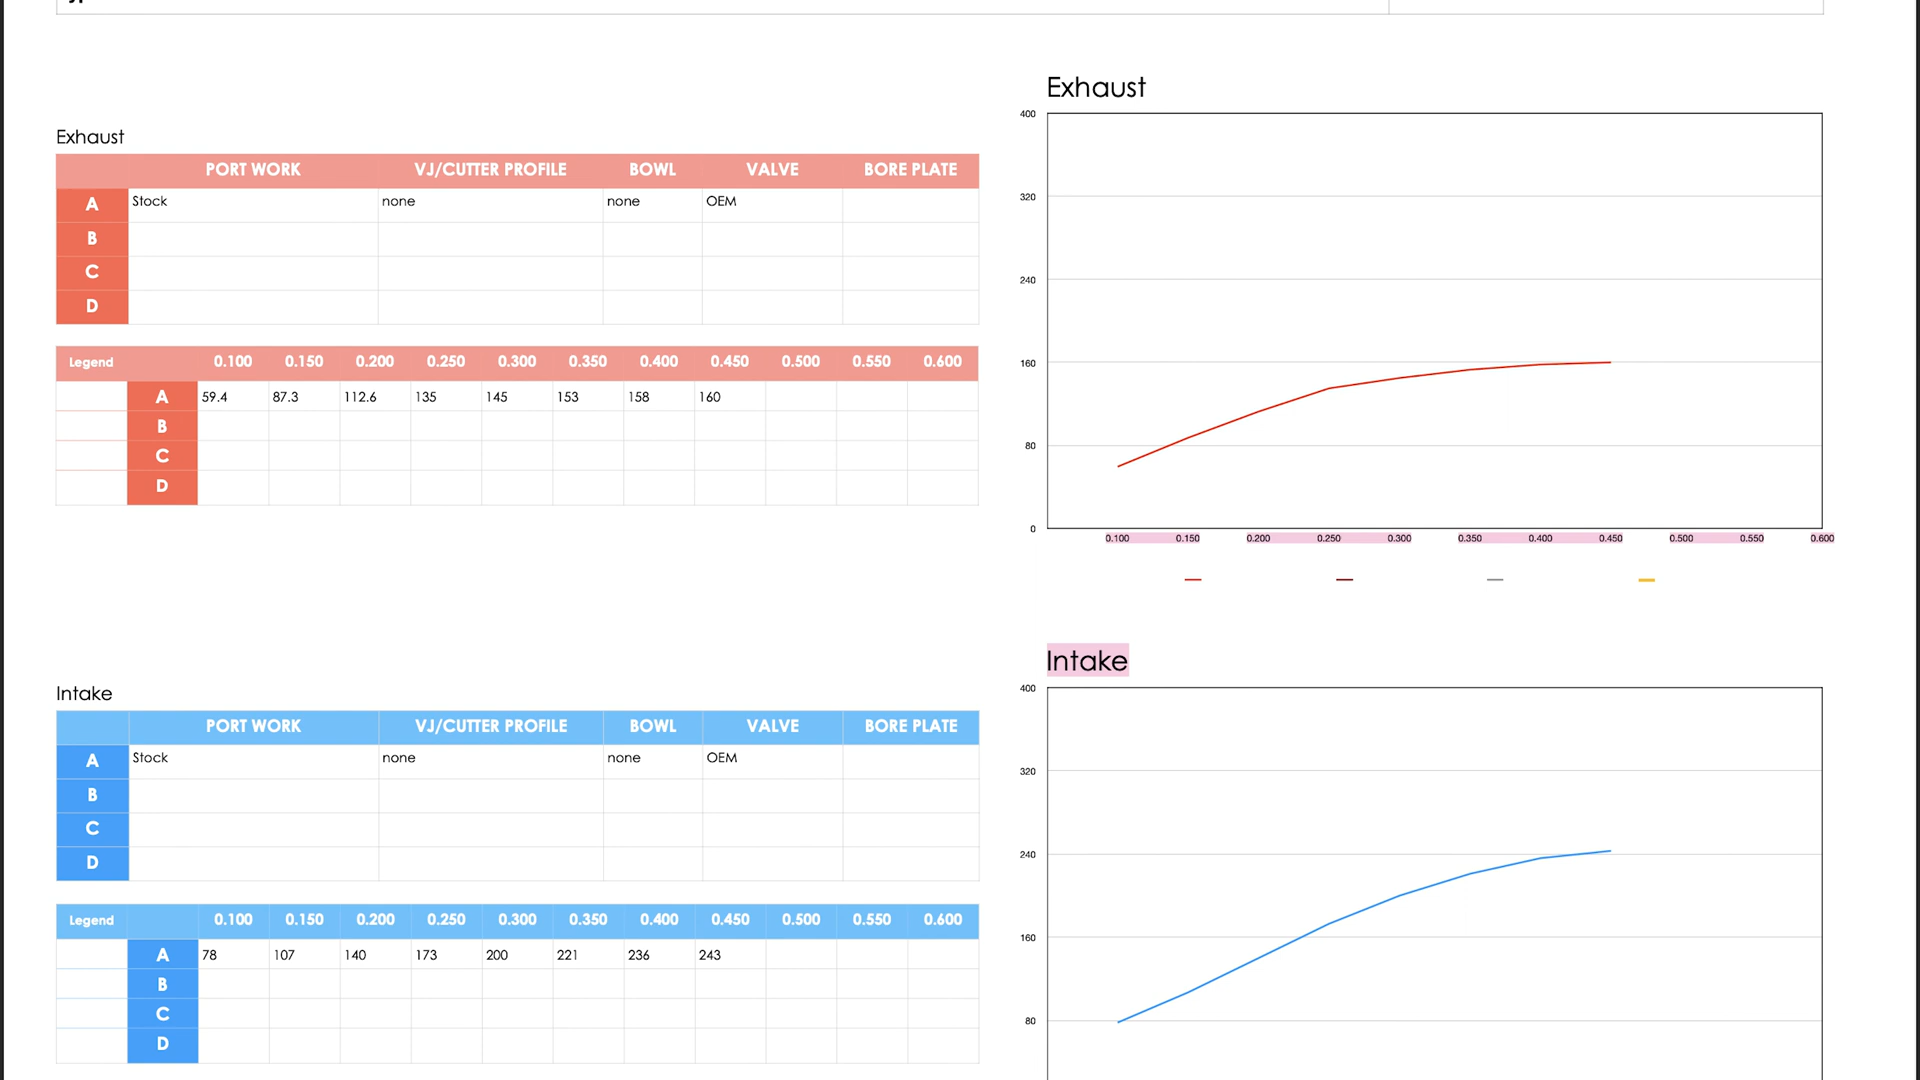 Exhaust
PORT WORK VJ/CUTTER PROFILE BOWL VALVE BORE PLATE
A Stock none none OEM
B
C
D
Legend 0.100 0.150 0.200 0.250 0.300 0.350 0.400 0.450 0.500 0.550 0.600
A 59.4 87.3 112.6 135 145 153 158 160
B
C
D
Exhaust
400
320
240
160
80
0
0.100 0.150 0.200 0.250 0.300 0.350 0.400 0.450 0.500 0.550 0.600
Intake
PORT WORK VJ/CUTTER PROFILE BOWL VALVE BORE PLATE
A Stock none none OEM
B
C
D
Legend 0.100 0.150 0.200 0.250 0.300 0.350 0.400 0.450 0.500 0.550 0.600
A 78 107 140 173 200 221 236 243
B
C
D
Intake
400
320
240
160
80